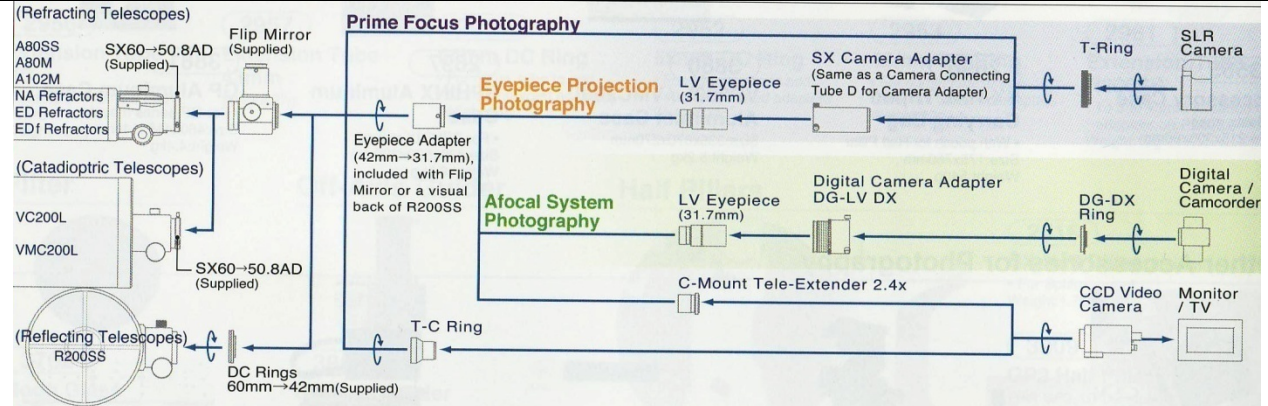 (Refracting Telescopes)
A80SS
A80M
A102M
NA Refractors
ED Refractors
EDf Refractors
SX60→50.8AD
(Supplied)
Flip Mirror
(Supplied)
Prime Focus Photography
Eyepiece Projection
Photography
LV Eyepiece
(31.7mm)
SX Camera Adapter
(Same as a Camera Connecting
Tube D for Camera Adapter)
T-Ring
SLR
Camera
Eyepiece Adapter
(42mm→31.7mm),
included with Flip
Mirror or a visual
back of R200SS
(Catadioptric Telescopes)
VC200L
VMC200L
SX60→50.8AD
(Supplied)
Afocal System
Photography
LV Eyepiece
(31.7mm)
Digital Camera Adapter
DG-LV DX
DG-DX
Ring
Digital
Camera /
Camcorder
C-Mount Tele-Extender 2.4x
CCD Video
Camera
Monitor
/ TV
(Reflecting Telescopes)
R200SS
DC Rings
60mm→42mm(Supplied)
T-C Ring